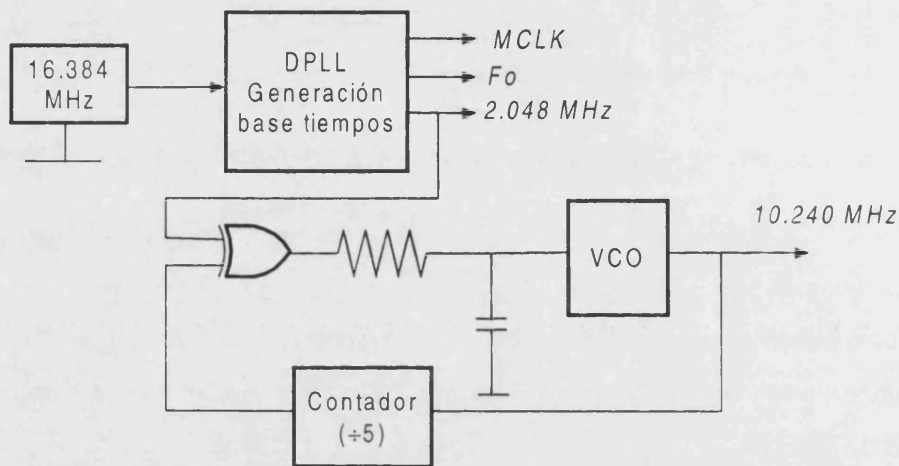 16.384
MHz
DPLL
Generación
base tiempos
MCLK
Fo
2.048 MHz
10.240 MHz
VCO
Contador
(÷5)